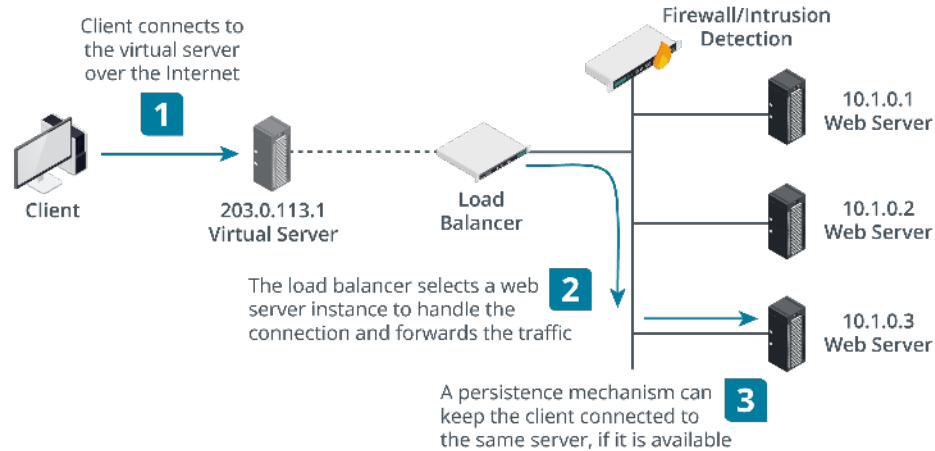 Client connects to
the virtual server
over the Internet
1
Client
203.0.113.1
Virtual Server
Load
Balancer
Firewall/Intrusion
Detection
10.1.0.1
Web Server
10.1.0.2
Web Server
10.1.0.3
Web Server
The load balancer selects a web
server instance to handle the
connection and forwards the traffic
2
A persistence mechanism can
keep the client connected to
the same server, if it is available
3